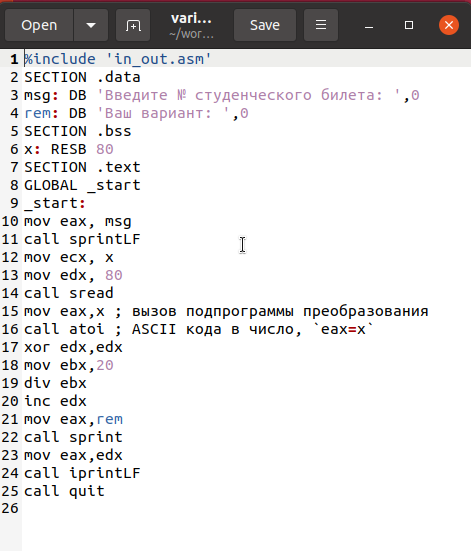 Open
vari...
~/wor...
Save
1 %include 'in_out.asm'
2 SECTION .data
3 msg: DB 'Введите № студенческого билета: ',0
4 rem: DB 'Ваш вариант: ',0
5 SECTION .bss
6 x: RESB 80
7 SECTION .text
8 GLOBAL _start
9 _start:
10 mov eax, msg
11 call sprintLF
12 mov ecx, x
13 mov edx, 80
14 call sread
15 mov eax,x ; вызов подпрограммы преобразования
16 call atoi ; ASCII кода в число, `eax=x`
17 xor edx,edx
18 mov ebx,20
19 div ebx
20 inc edx
21 mov eax,rem
22 call sprint
23 mov eax,edx
24 call iprintLF
25 call quit
26